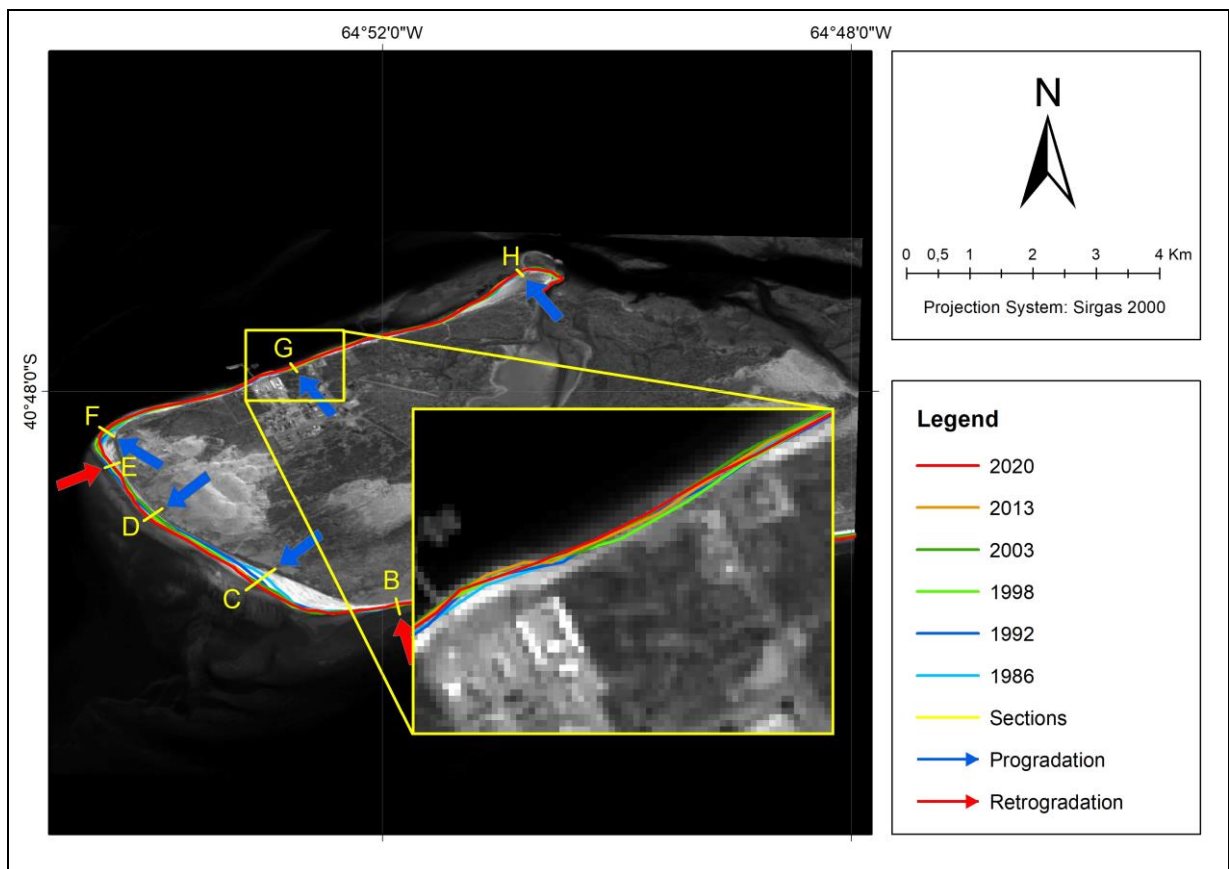 64°52'0"W
64°48'0"W
40°48'0"S
H
G
F
E
D
C
B
N
0 0,5 1 2 3 4 Km
Projection System: Sirgas 2000
Legend
2020
2013
2003
1998
1992
1986
Sections
Progradation
Retrogradation